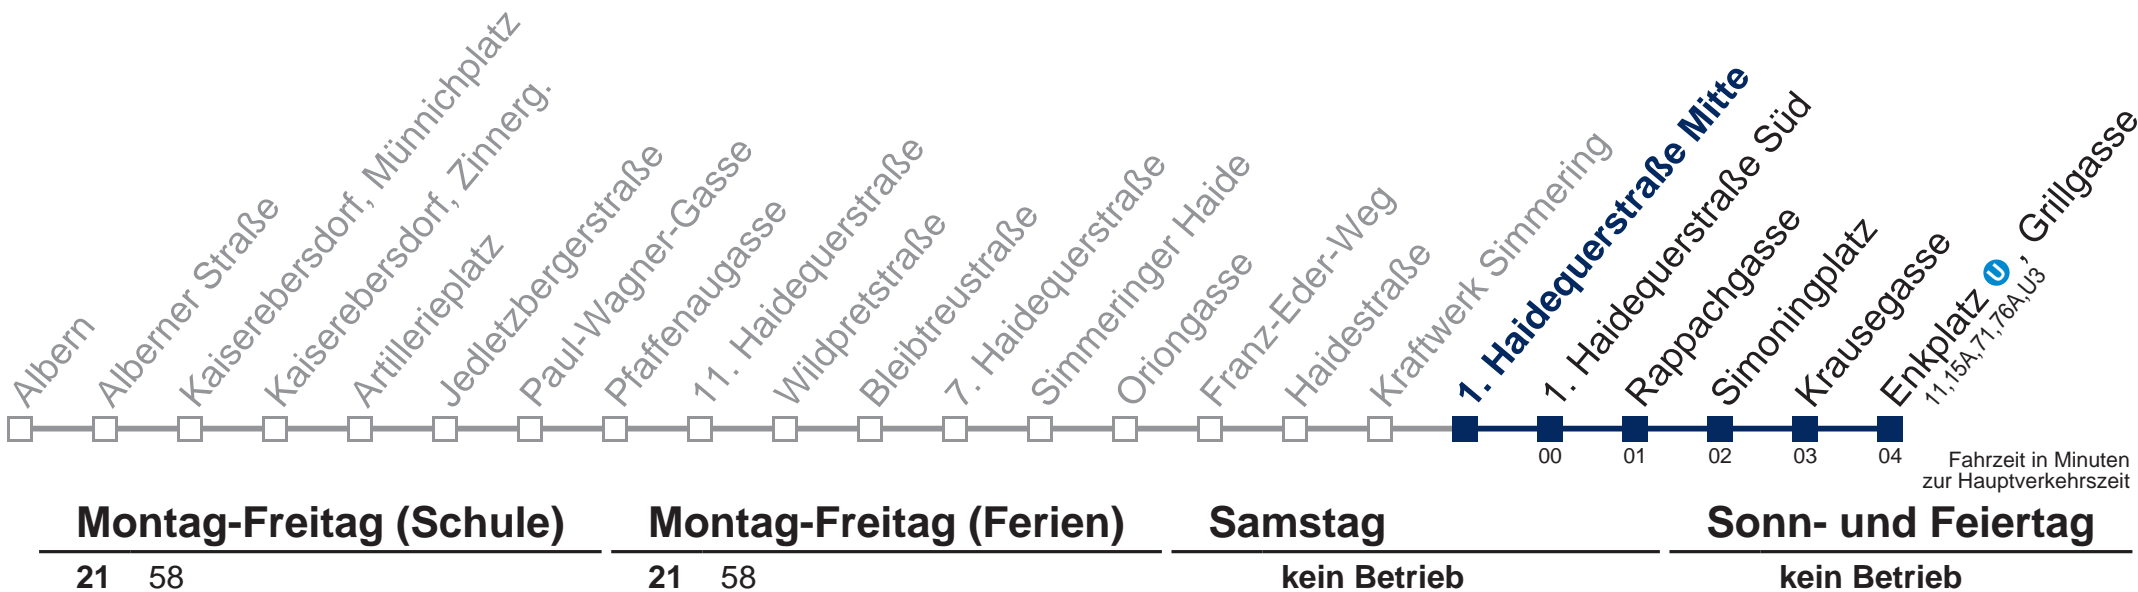 Albern
Alberner Straße
Kaiserebersdorf, Münnichplatz
Kaiserebersdorf, Zinnerg.
Artillerieplatz
Jedletzbergerstraße
Paul-Wagner-Gasse
Pfaffenaugasse
11. Haidequerstraße
Wildpretstraße
Bleibtreustraße
7. Haidequerstraße
Simmeringer Haide
Oriongasse
Franz-Eder-Weg
Haidestraße
Kraftwerk Simmering
1. Haidequerstraße Mitte
1. Haidequerstraße Süd
Rappachgasse
Simoningplatz
Krausegasse
Enkplatz U, Grillgasse
11,15A,71,76A,U3
00 01 02 03 04
Fahrzeit in Minuten
zur Hauptverkehrszeit
Montag-Freitag (Schule) Montag-Freitag (Ferien) Samstag Sonn- und Feiertag
21 58 21 58 kein Betrieb kein Betrieb